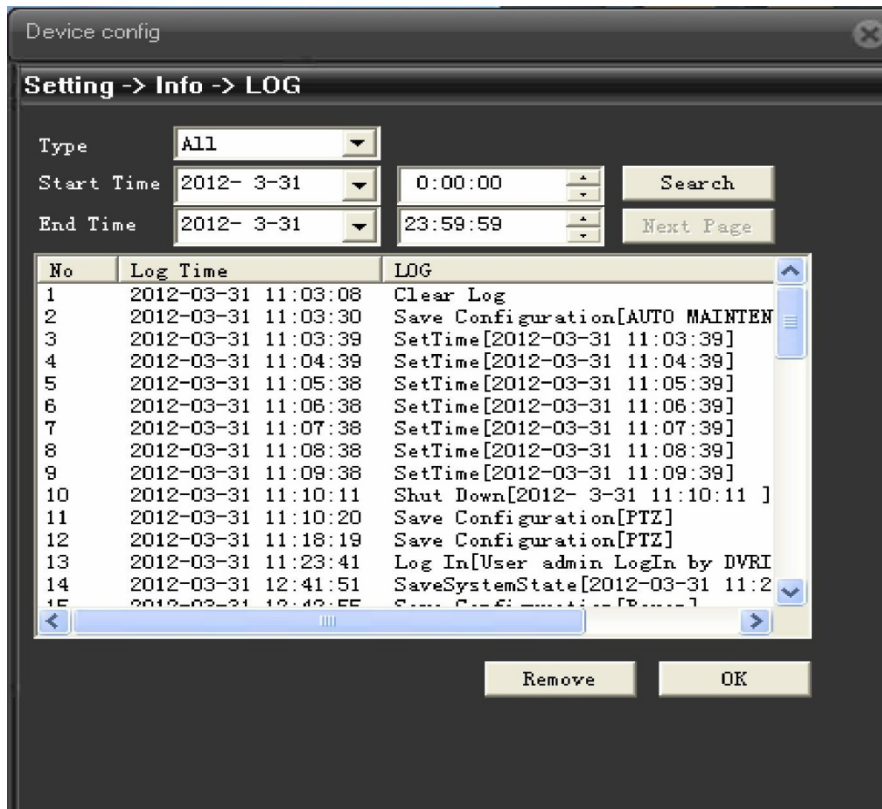 Device config
Setting -> Info -> LOG
Type All
Start Time 2012- 3-31 0:00:00 Search
End Time 2012- 3-31 23:59:59 Next Page
No Log Time LOG
1 2012-03-31 11:03:08 Clear Log
2 2012-03-31 11:03:30 Save Configuration[AUTO MAINTEN
3 2012-03-31 11:03:39 SetTime[2012-03-31 11:03:39]
4 2012-03-31 11:04:39 SetTime[2012-03-31 11:04:39]
5 2012-03-31 11:05:38 SetTime[2012-03-31 11:05:39]
6 2012-03-31 11:06:38 SetTime[2012-03-31 11:06:39]
7 2012-03-31 11:07:38 SetTime[2012-03-31 11:07:39]
8 2012-03-31 11:08:38 SetTime[2012-03-31 11:08:39]
9 2012-03-31 11:09:38 SetTime[2012-03-31 11:09:39]
10 2012-03-31 11:10:11 Shut Down[2012- 3-31 11:10:11 ]
11 2012-03-31 11:10:20 Save Configuration[PTZ]
12 2012-03-31 11:18:19 Save Configuration[PTZ]
13 2012-03-31 11:23:41 Log In[User admin LogIn by DVRI
14 2012-03-31 12:41:51 SaveSystemState[2012-03-31 11:2
15 2012-03-31 Save Configuration
Remove OK